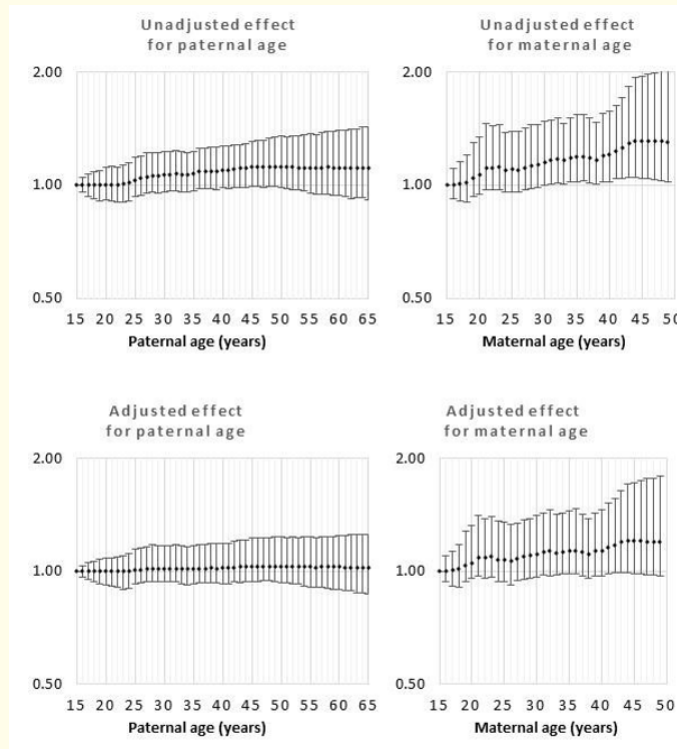 Unadjusted effect
for paternal age
2.00
1.00
0.50
15 20 25 30 35 40 45 50 55 60 65
Paternal age (years)
Unadjusted effect
for maternal age
2.00
1.00
0.50
15 20 25 30 35 40 45 50
Maternal age (years)
Adjusted effect
for paternal age
2.00
1.00
0.50
15 20 25 30 35 40 45 50 55 60 65
Paternal age (years)
Adjusted effect
for maternal age
2.00
1.00
0.50
15 20 25 30 35 40 45 50
Maternal age (years)